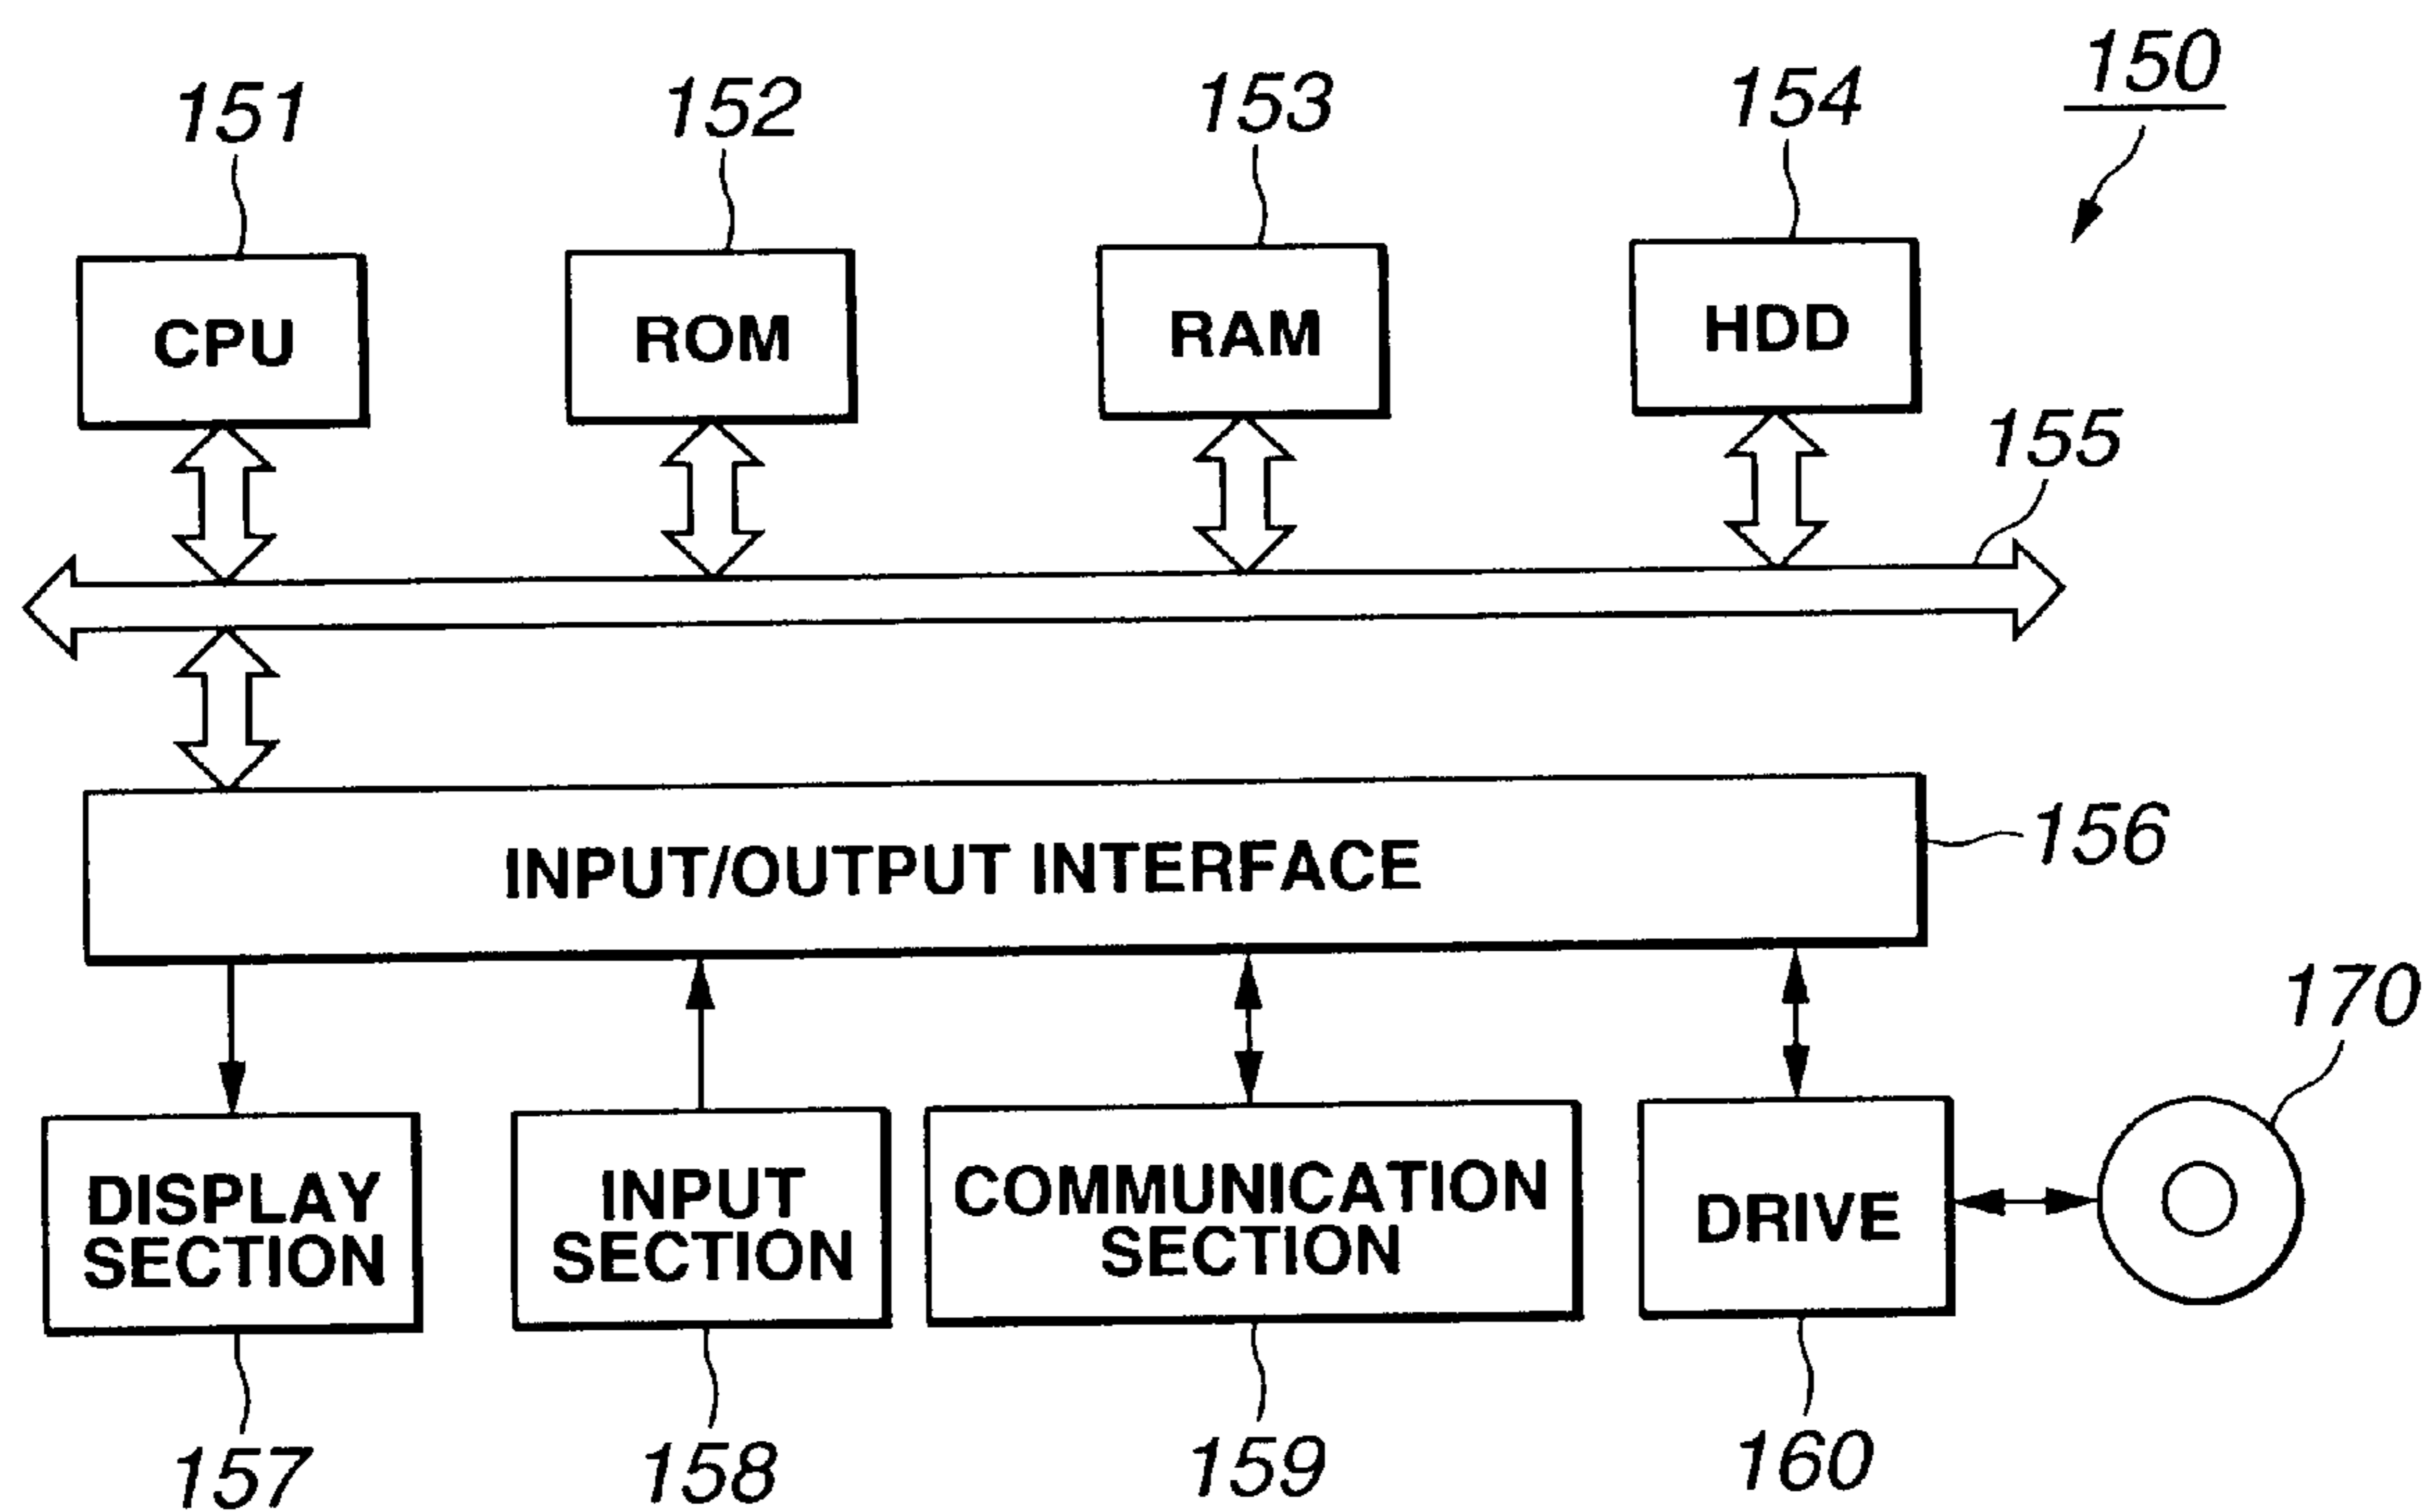 150
151
152
153
154
CPU
ROM
RAM
HDD
155
INPUT/OUTPUT INTERFACE
156
170
DISPLAY
SECTION
INPUT
SECTION
COMMUNICATION
SECTION
DRIVE
157
158
159
160